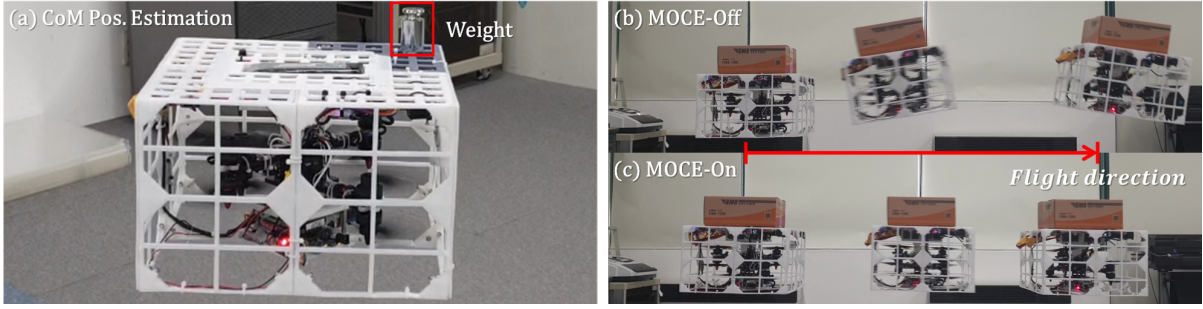 (a) CoM Pos. Estimation
Weight
(b) MOCE-Off
(c) MOCE-On
Flight direction